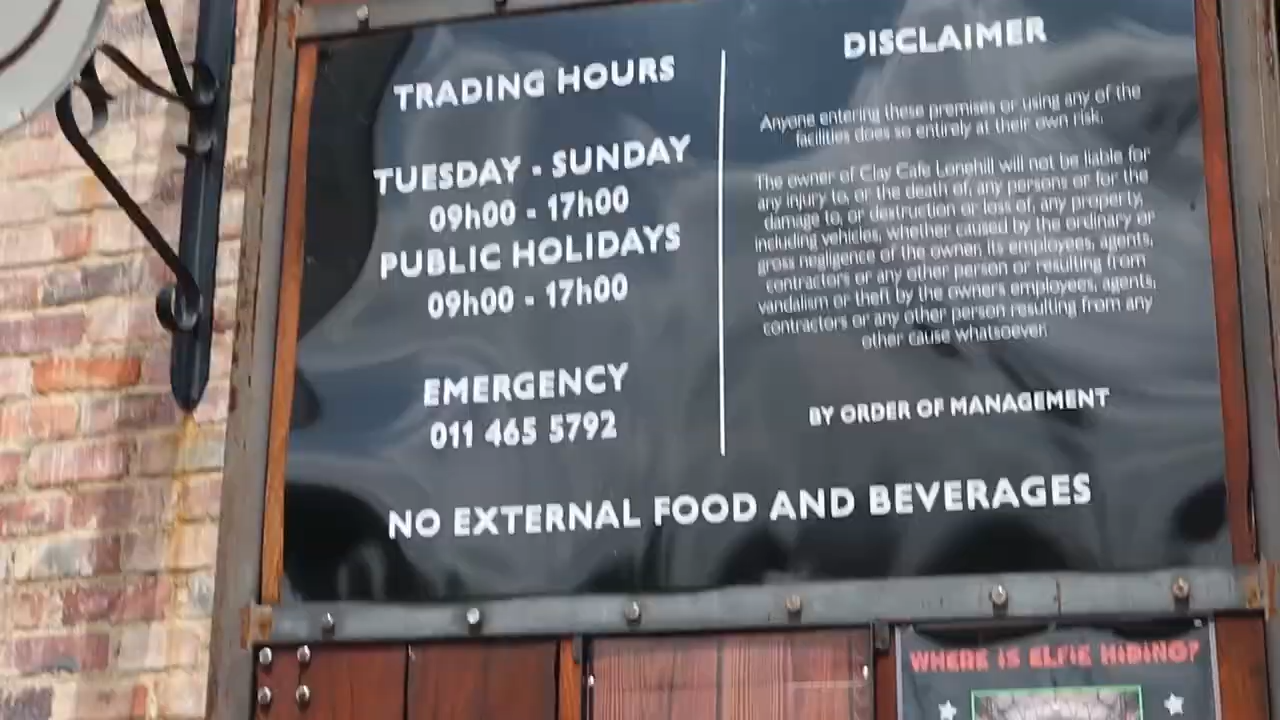 TRADING HOURS
TUESDAY - SUNDAY
09h00 - 17h00
PUBLIC HOLIDAYS
09h00 - 17h00
EMERGENCY
011 465 5792
DISCLAIMER
Anyone entering these premises or using any of the
facilities does so entirely at their own risk.
The owner of Clay Cafe Lonehill will not be liable for
any injury to, or the death of, any persons or for the
damage to, or destruction or loss of, any property,
including vehicles, whether caused by the ordinary or
gross negligence of the owner, its employees, agents,
contractors or any other person or resulting from
vandalism or theft by the owners employees, agents,
contractors or any other person resulting from any
other cause whatsoever.
BY ORDER OF MANAGEMENT
NO EXTERNAL FOOD AND BEVERAGES
WHERE IS ELFIE HIDING?